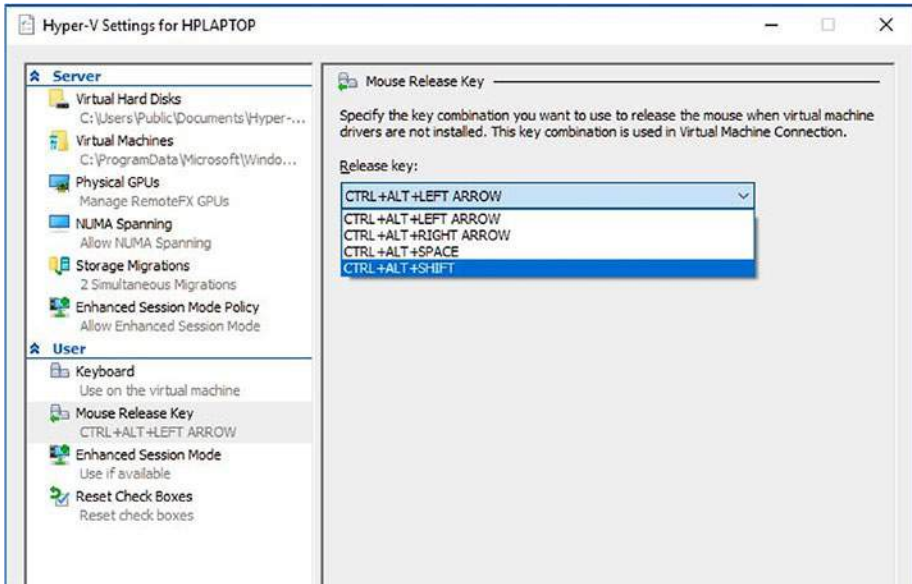 Hyper-V Settings for HPLAPTOP
Server
Virtual Hard Disks
C:\Users\Public\Documents\Hyper-...
Virtual Machines
C:\ProgramData\Microsoft\Windo...
Physical GPUs
Manage RemoteFX GPUs
NUMA Spanning
Allow NUMA Spanning
Storage Migrations
2 Simultaneous Migrations
Enhanced Session Mode Policy
Allow Enhanced Session Mode
User
Keyboard
Use on the virtual machine
Mouse Release Key
CTRL+ALT+LEFT ARROW
Enhanced Session Mode
Use if available
Reset Check Boxes
Reset check boxes
Mouse Release Key
Specify the key combination you want to use to release the mouse when virtual machine
drivers are not installed. This key combination is used in Virtual Machine Connection.
Release key:
CTRL+ALT+LEFT ARROW
CTRL+ALT+LEFT ARROW
CTRL+ALT+RIGHT ARROW
CTRL+ALT+SPACE
CTRL+ALT+SHIFT